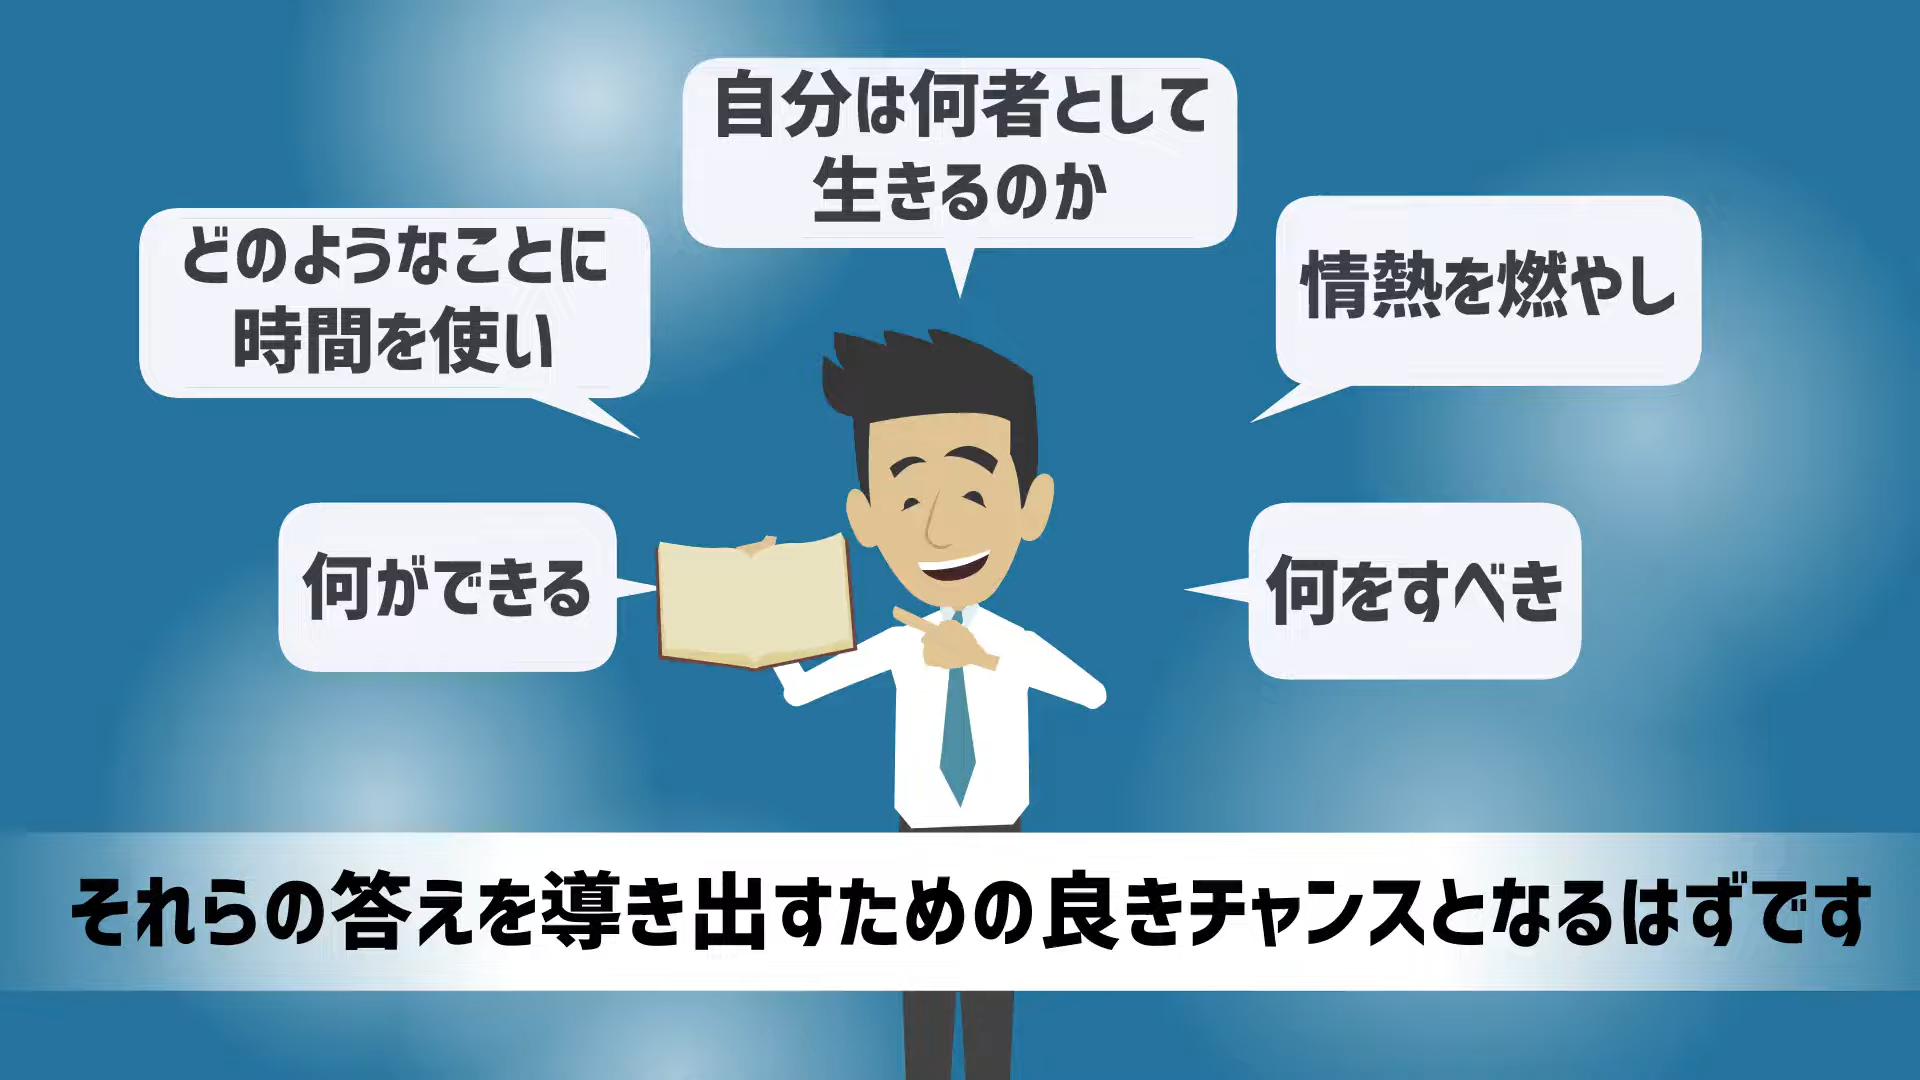 自分は何者として
生きるのか
どのようなことに
時間を使い
情熱を燃やし
何ができる
何をすべき
それらの答えを導き出すための良きチャンスとなるはずです